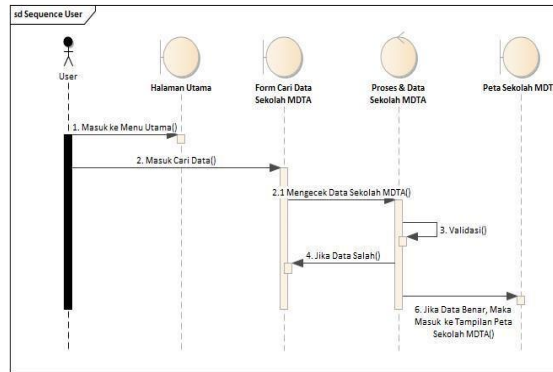 sd Sequence User
User
Halaman Utama
Form Cari Data
Sekolah MDTA
Proses & Data
Sekolah MDTA
Peta Sekolah MDT
1. Masuk ke Menu Utama()
2. Masuk Cari Data()
2.1 Mengecek Data Sekolah MDTA()
3. Validasi()
4. Jika Data Salah()
6. Jika Data Benar, Maka
Masuk ke Tampilan Peta
Sekolah MDTA()